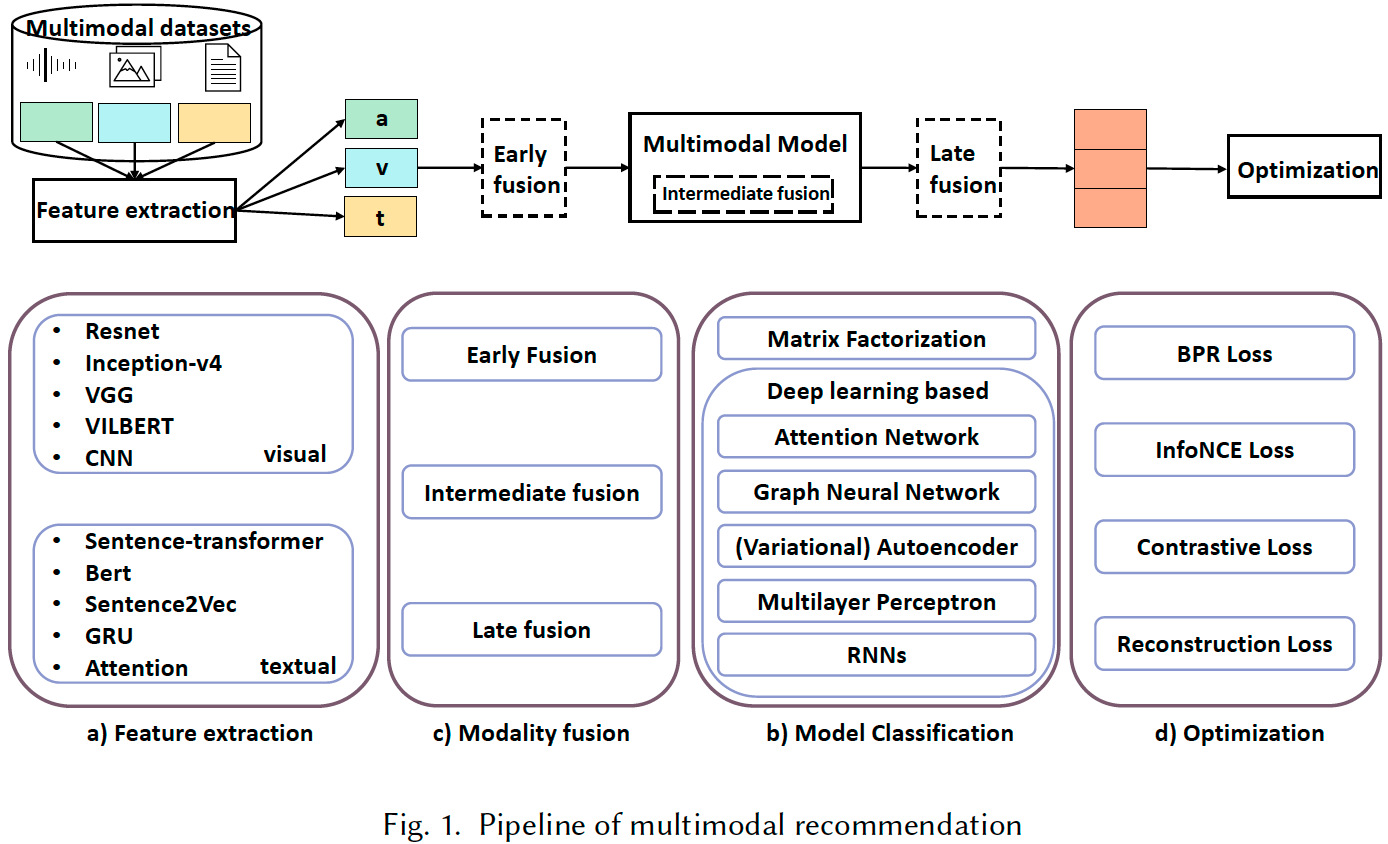 Multimodal datasets
Feature extraction
a
v
t
Early
fusion
Multimodal Model
Intermediate fusion
Late
fusion
Optimization
• Resnet
• Inception-v4
• VGG
• VILBERT
• CNN
visual
• Sentence-transformer
• Bert
• Sentence2Vec
• GRU
• Attention
textual
a) Feature extraction
Early Fusion
Intermediate fusion
Late fusion
c) Modality fusion
Matrix Factorization
Deep learning based
Attention Network
Graph Neural Network
(Variational) Autoencoder
Multilayer Perceptron
RNNs
b) Model Classification
BPR Loss
InfoNCE Loss
Contrastive Loss
Reconstruction Loss
d) Optimization
Fig. 1. Pipeline of multimodal recommendation